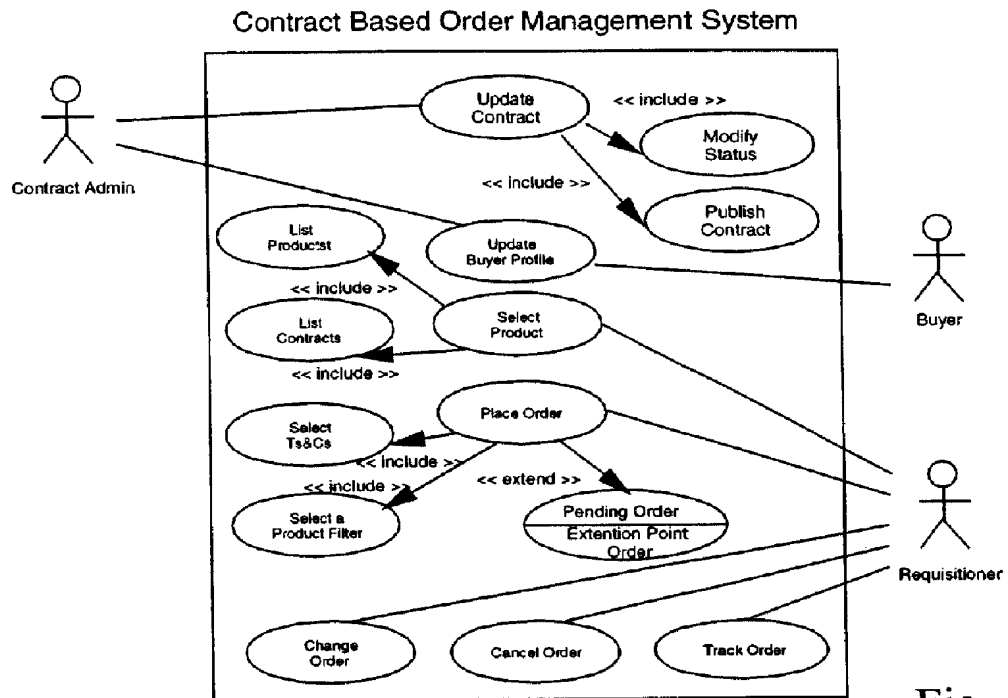 Contract Based Order Management System
Update
Contract
<< include >>
Modify
Status
Contract Admin
<< include >>
Publish
Contract
List
Productst
Update
Buyer Profile
<< include >>
Buyer
List
Contracts
Select
Product
<< include >>
Place Order
Select
Ts&Cs
<< include >>
<< extend >>
<< include >>
Select a
Product Filter
Pending Order
Extention Point
Order
Requisitioner
Change
Order
Cancel Order
Track Order